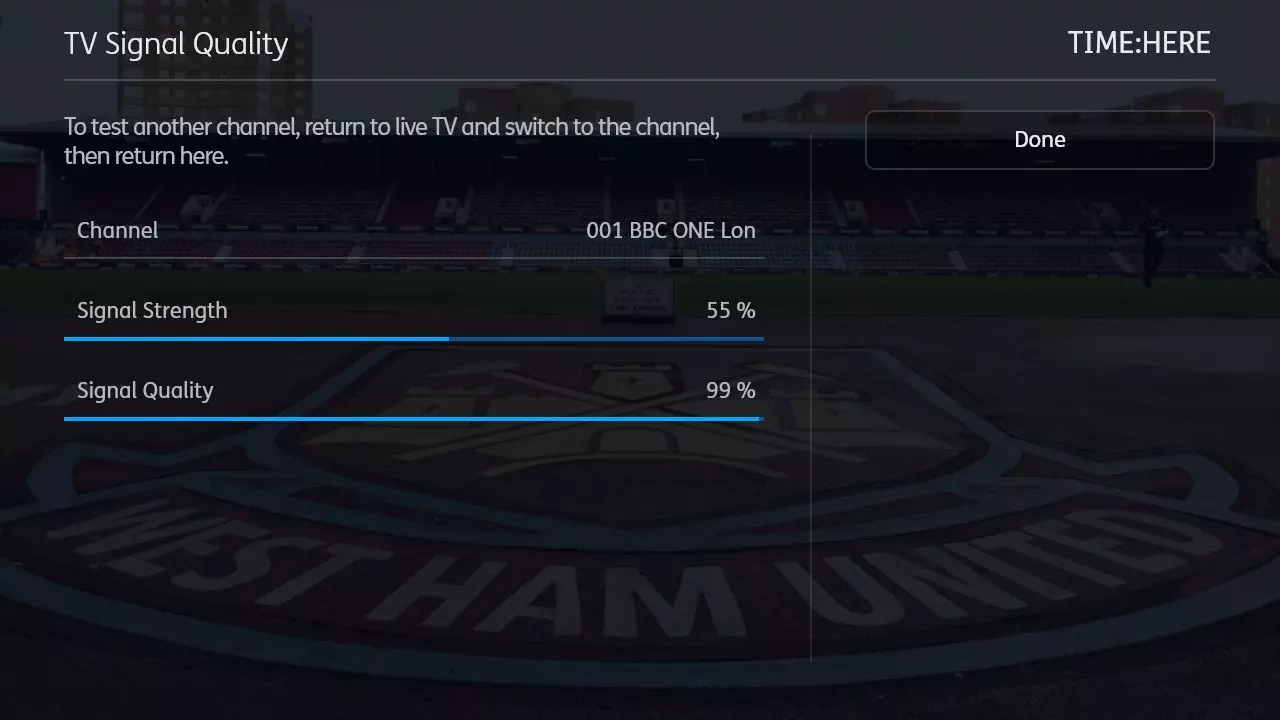 TV Signal Quality
TIME:HERE
To test another channel, return to live TV and switch to the channel,
then return here.
Done
Channel
001 BBC ONE Lon
Signal Strength
55 %
Signal Quality
99 %
WEST HAM UNITED